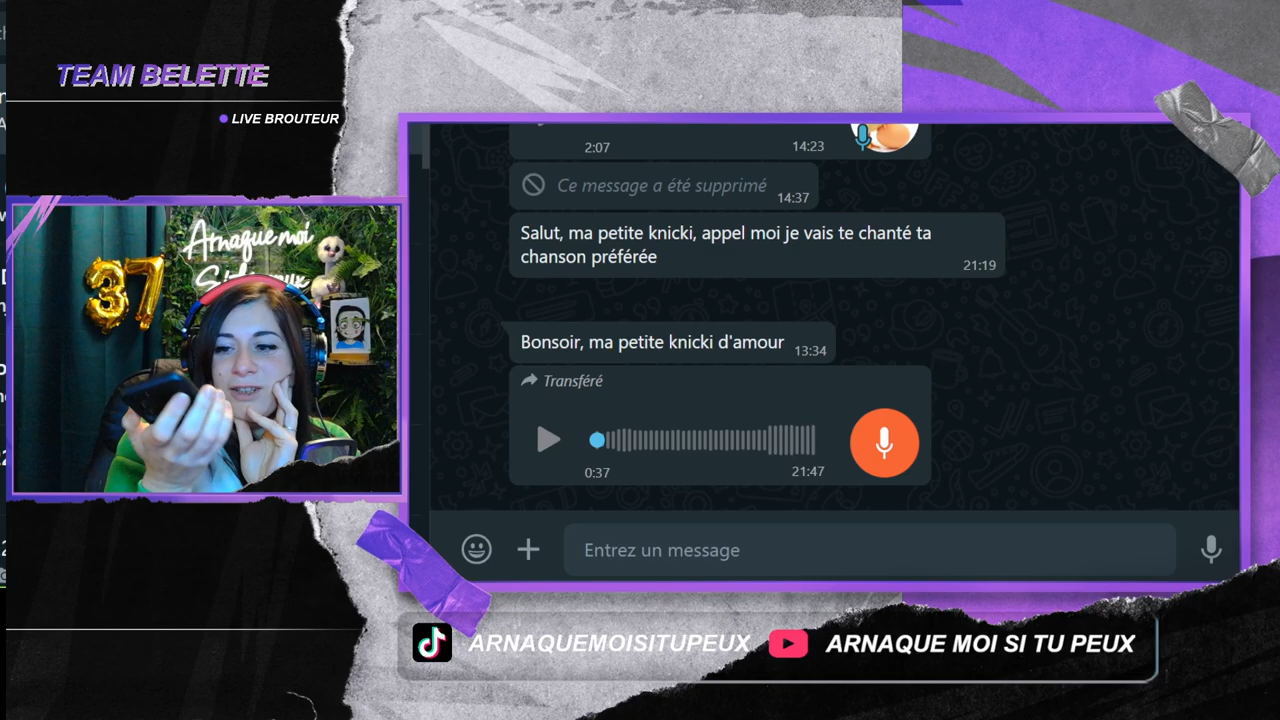 TEAM BELETTE
LIVE BROUTEUR
Arnaque moi
37
2:07
14:23
Ce message a été supprimé
14:37
Salut, ma petite knicki, appel moi je vais te chanté ta
chanson préférée
21:19
Bonsoir, ma petite knicki d'amour
13:34
Transféré
0:37
21:47
Entrez un message
ARNAQUEMOISITUPEUX
ARNAQUE MOI SI TU PEUX